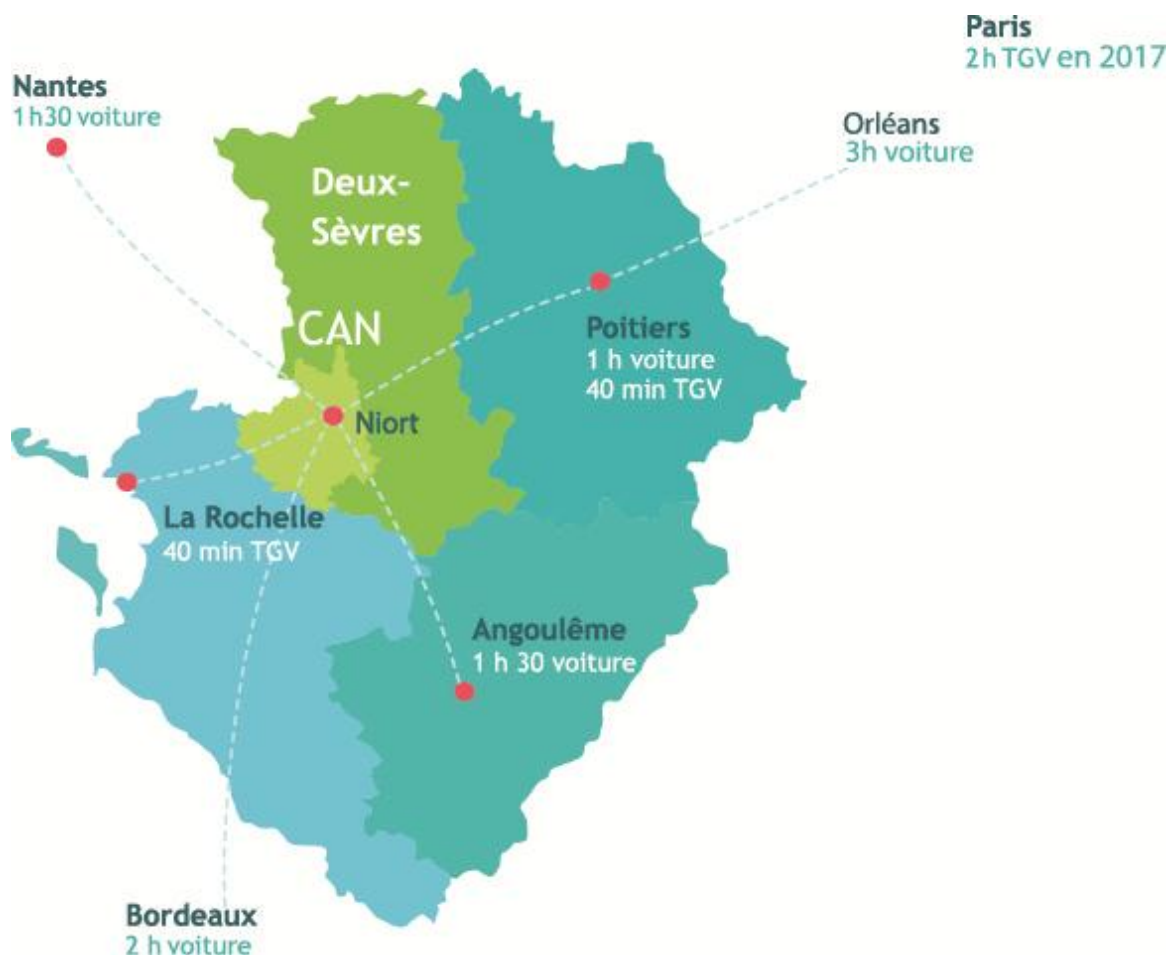 Paris
2h TGV en 2017
Nantes
1h30 voiture
Orléans
3h voiture
Deux-
Sèvres
CAN
Poitiers
1 h voiture
40 min TGV
Niort
La Rochelle
40 min TGV
Angoulême
1 h 30 voiture
Bordeaux
2 h voiture